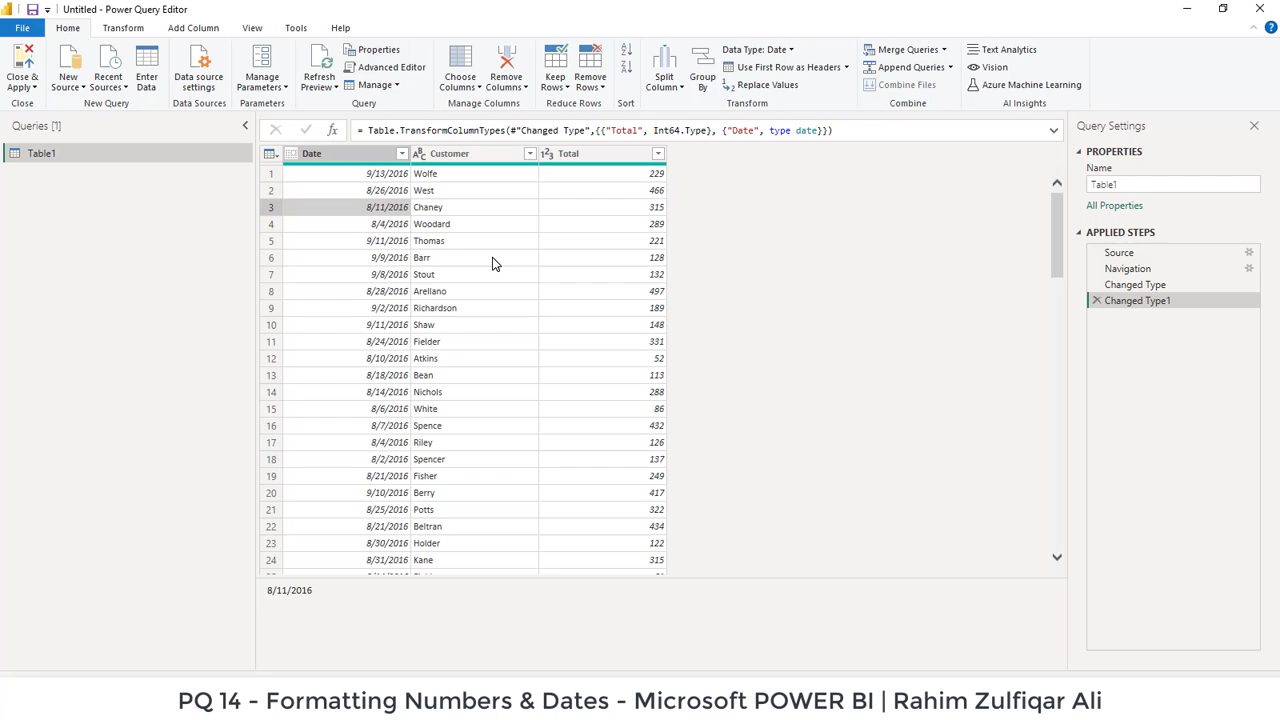 Untitled - Power Query Editor
File Home Transform Add Column View Tools Help
Close & Apply
New Source
Recent Sources
Enter Data
Data source settings
Manage Parameters
Refresh Preview
Properties
Advanced Editor
Manage
Choose Columns
Remove Columns
Keep Rows
Remove Rows
Split Column
Group By
Data Type: Date
Use First Row as Headers
Replace Values
Merge Queries
Append Queries
Combine Files
Text Analytics
Vision
Azure Machine Learning
Close New Query Data Sources Parameters Query Manage Columns Reduce Rows Sort Transform Combine AI Insights
Queries [1]
Table1
fx = Table.TransformColumnTypes(#"Changed Type",{{"Total", Int64.Type}, {"Date", type date}})
Date ABC Customer 123 Total
1 9/13/2016 Wolfe 229
2 8/26/2016 West 466
3 8/11/2016 Chaney 315
4 8/4/2016 Woodard 289
5 9/11/2016 Thomas 221
6 9/9/2016 Barr 128
7 9/8/2016 Stout 132
8 8/28/2016 Arellano 497
9 9/2/2016 Richardson 189
10 9/11/2016 Shaw 148
11 8/24/2016 Fielder 331
12 8/10/2016 Atkins 52
13 8/18/2016 Bean 113
14 8/14/2016 Nichols 288
15 8/6/2016 White 86
16 8/7/2016 Spence 432
17 8/4/2016 Riley 126
18 8/2/2016 Spencer 137
19 8/21/2016 Fisher 249
20 9/10/2016 Berry 417
21 8/25/2016 Potts 322
22 8/21/2016 Beltran 434
23 8/30/2016 Holder 122
24 8/31/2016 Kane 315
8/11/2016
Query Settings
PROPERTIES
Name
Table1
All Properties
APPLIED STEPS
Source
Navigation
Changed Type
Changed Type1
PQ 14 - Formatting Numbers & Dates - Microsoft POWER BI | Rahim Zulfiqar Ali